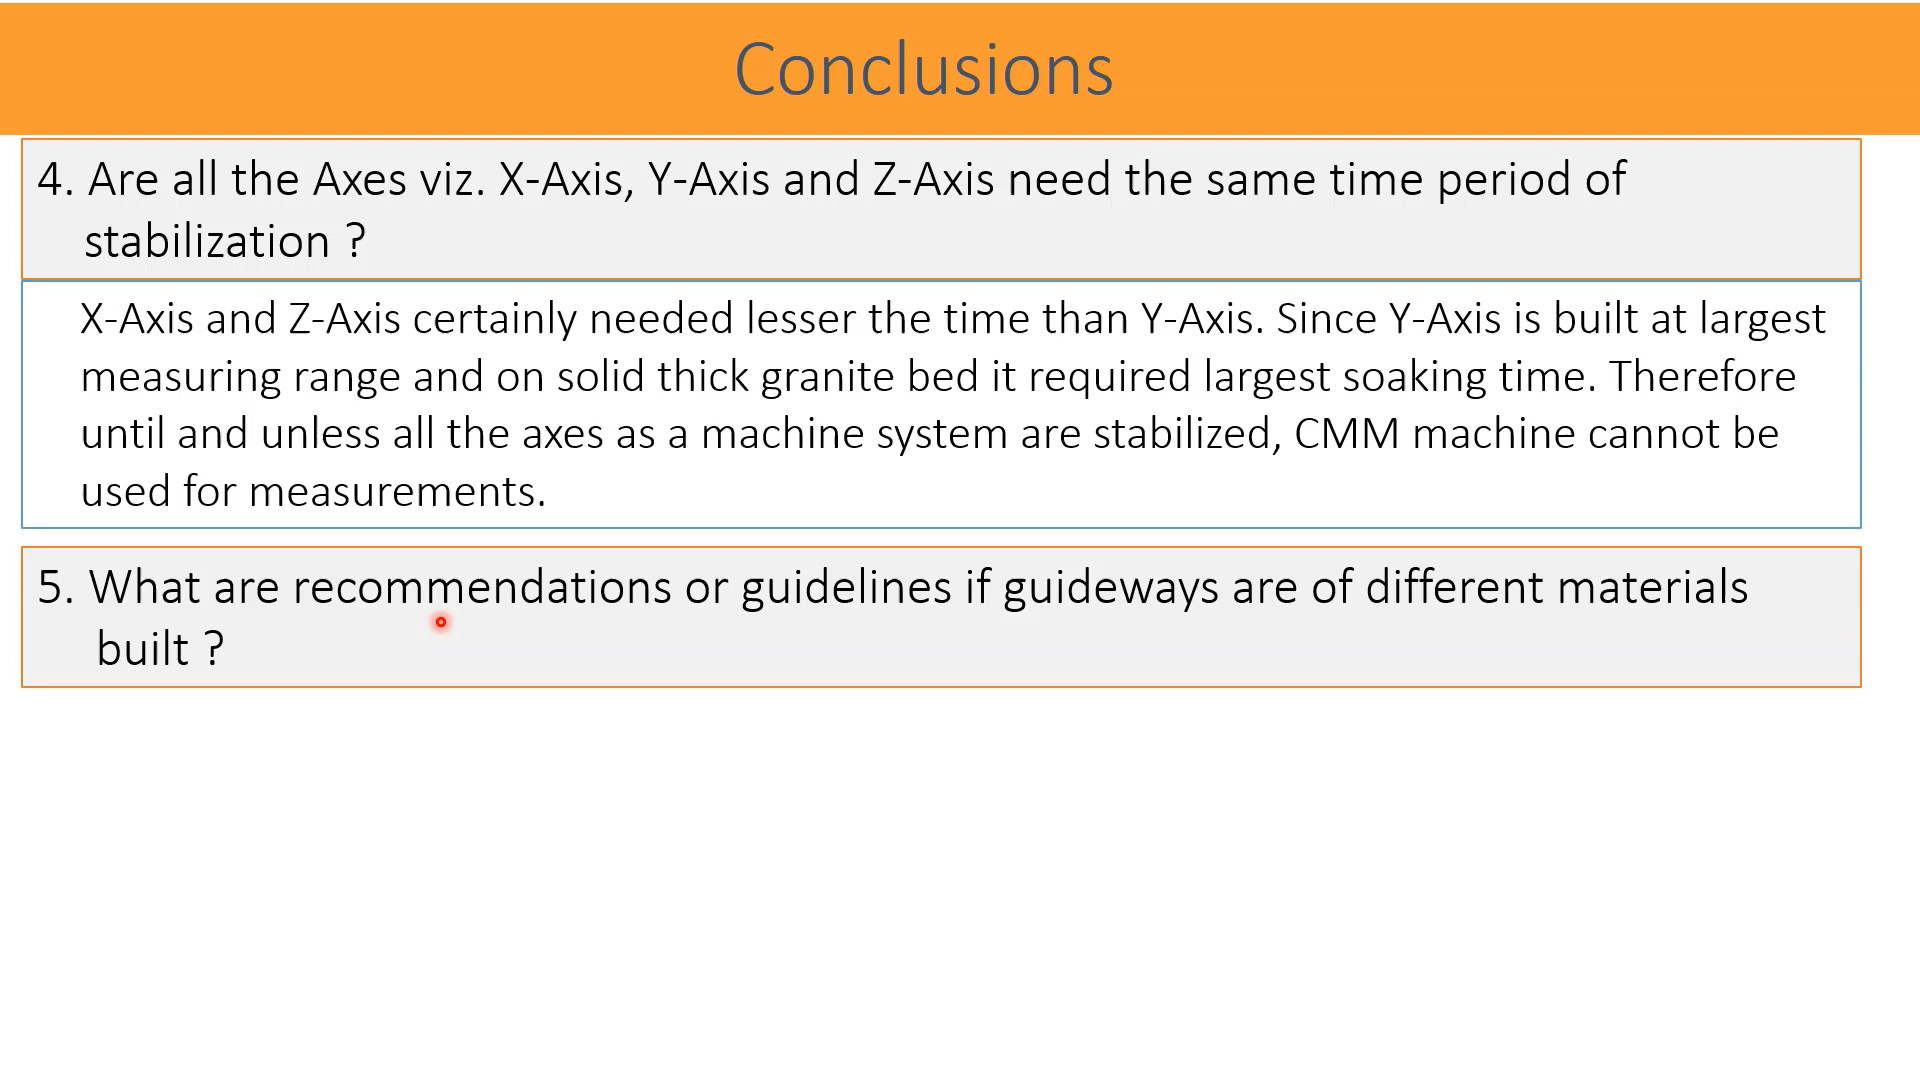 Conclusions
4. Are all the Axes viz. X-Axis, Y-Axis and Z-Axis need the same time period of
stabilization ?
X-Axis and Z-Axis certainly needed lesser the time than Y-Axis. Since Y-Axis is built at largest
measuring range and on solid thick granite bed it required largest soaking time. Therefore
until and unless all the axes as a machine system are stabilized, CMM machine cannot be
used for measurements.
5. What are recommendations or guidelines if guideways are of different materials
built ?